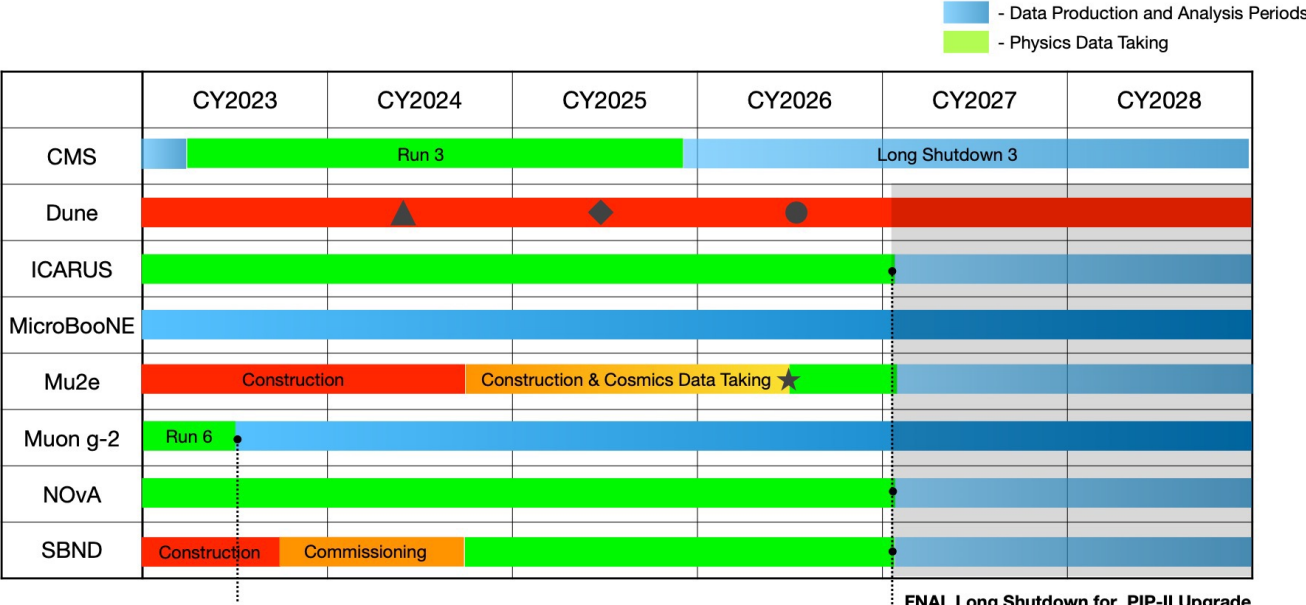 - Data Production and Analysis Periods
- Physics Data Taking
CY2023 CY2024 CY2025 CY2026 CY2027 CY2028
CMS Run 3 Long Shutdown 3
Dune
ICARUS
MicroBooNE
Mu2e Construction Construction & Cosmics Data Taking
Muon g-2 Run 6
NOvA
SBND Construction Commissioning
FNAL Long Shutdown for PIP-II Upgrade